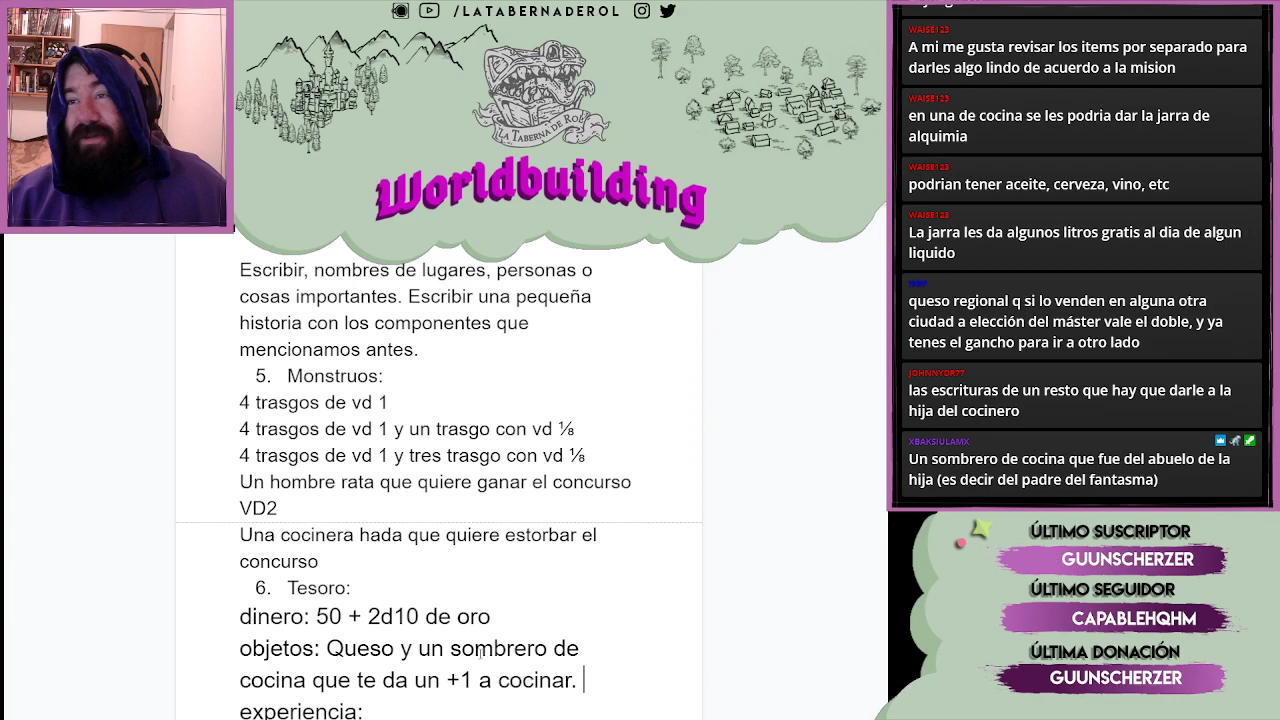 /LATABERNADEROL
LA TABERNA DE ROL
Worldbuilding
Escribir, nombres de lugares, personas o
cosas importantes. Escribir una pequeña
historia con los componentes que
mencionamos antes.
5. Monstruos:
4 trasgos de vd 1
4 trasgos de vd 1 y un trasgo con vd ⅛
4 trasgos de vd 1 y tres trasgo con vd ⅛
Un hombre rata que quiere ganar el concurso
VD2
Una cocinera hada que quiere estorbar el
concurso
6. Tesoro:
dinero: 50 + 2d10 de oro
objetos: Queso y un sombrero de
cocina que te da un +1 a cocinar.
experiencia:
WAISE123
A mi me gusta revisar los items por separado para
darles algo lindo de acuerdo a la mision
WAISE123
en una de cocina se les podria dar la jarra de
alquimia
WAISE123
podrian tener aceite, cerveza, vino, etc
WAISE123
La jarra les da algunos litros gratis al dia de algun
liquido
queso regional q si lo venden en alguna otra
ciudad a elección del máster vale el doble, y ya
tenes el gancho para ir a otro lado
JOHNNYDR77
las escrituras de un resto que hay que darle a la
hija del cocinero
XBAKSIULAMX
Un sombrero de cocina que fue del abuelo de la
hija (es decir del padre del fantasma)
ÚLTIMO SUSCRIPTOR
GUUNSCHERZER
ÚLTIMO SEGUIDOR
CAPABLEHQHM
ÚLTIMA DONACIÓN
GUUNSCHERZER